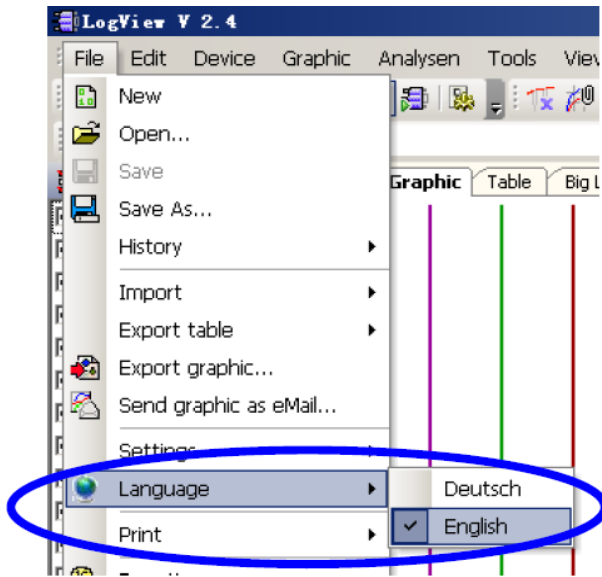 LogView V 2.4
File Edit Device Graphic Analysen Tools
New
Open...
Save
Graphic Table Big
Save As...
History
Import
Export table
Export graphic...
Send graphic as eMail...
Settings
Language
Deutsch
English
Print